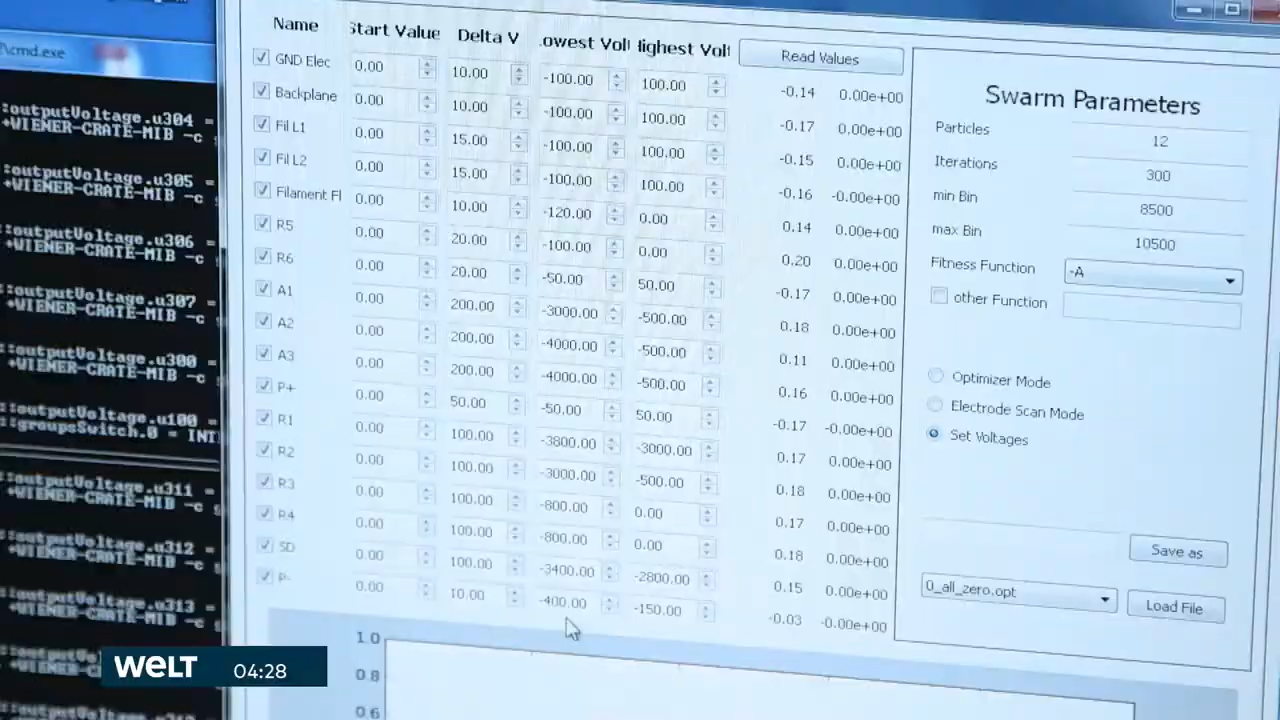 cmd.exe
:outputVoltage.u304 =
+WIENER-CRATE-MIB -c
:outputVoltage.u305 =
+WIENER-CRATE-MIB -c
:outputVoltage.u306 =
+WIENER-CRATE-MIB -c
:outputVoltage.u307 =
+WIENER-CRATE-MIB -c
:outputVoltage.u300 =
+WIENER-CRATE-MIB -c
:outputVoltage.u100 =
:groupsSwitch.0 = INT
:outputVoltage.u311 =
+WIENER-CRATE-MIB -c
:outputVoltage.u312 =
+WIENER-CRATE-MIB -c
:outputVoltage.u313 =
Name Start Value Delta V owest Volt Highest Volt Read Values
GND Elec 0.00 10.00 -100.00 100.00 -0.14 0.00e+00
Backplane 0.00 10.00 -100.00 100.00 -0.17 0.00e+00
Fil L1 0.00 15.00 -100.00 100.00 -0.15 0.00e+00
Fil L2 0.00 15.00 -100.00 100.00 -0.16 -0.00e+00
Filament Fl 0.00 10.00 -120.00 0.00 0.14 0.00e+00
R5 0.00 20.00 -100.00 0.00 0.20 0.00e+00
R6 0.00 20.00 -50.00 50.00 -0.17 0.00e+00
A1 0.00 200.00 -3000.00 -500.00 0.18 0.00e+00
A2 0.00 200.00 -4000.00 -500.00 0.11 0.00e+00
A3 0.00 200.00 -4000.00 -500.00 0.16 0.00e+00
P+ 0.00 50.00 -50.00 50.00 -0.17 -0.00e+00
R1 0.00 100.00 -3800.00 -3000.00 0.17 0.00e+00
R2 0.00 100.00 -3000.00 -500.00 0.18 0.00e+00
R3 0.00 100.00 -800.00 0.00 0.17 0.00e+00
R4 0.00 100.00 -800.00 0.00 0.18 0.00e+00
SD 0.00 100.00 -3400.00 -2800.00 0.15 0.00e+00
P- 0.00 10.00 -400.00 -150.00 -0.03 -0.00e+00
Swarm Parameters
Particles 12
Iterations 300
min Bin 8500
max Bin 10500
Fitness Function -A
other Function
Optimizer Mode
Electrode Scan Mode
Set Voltages
Save as
0_all_zero.opt Load File
1.0
0.8
0.6
welt 04:28